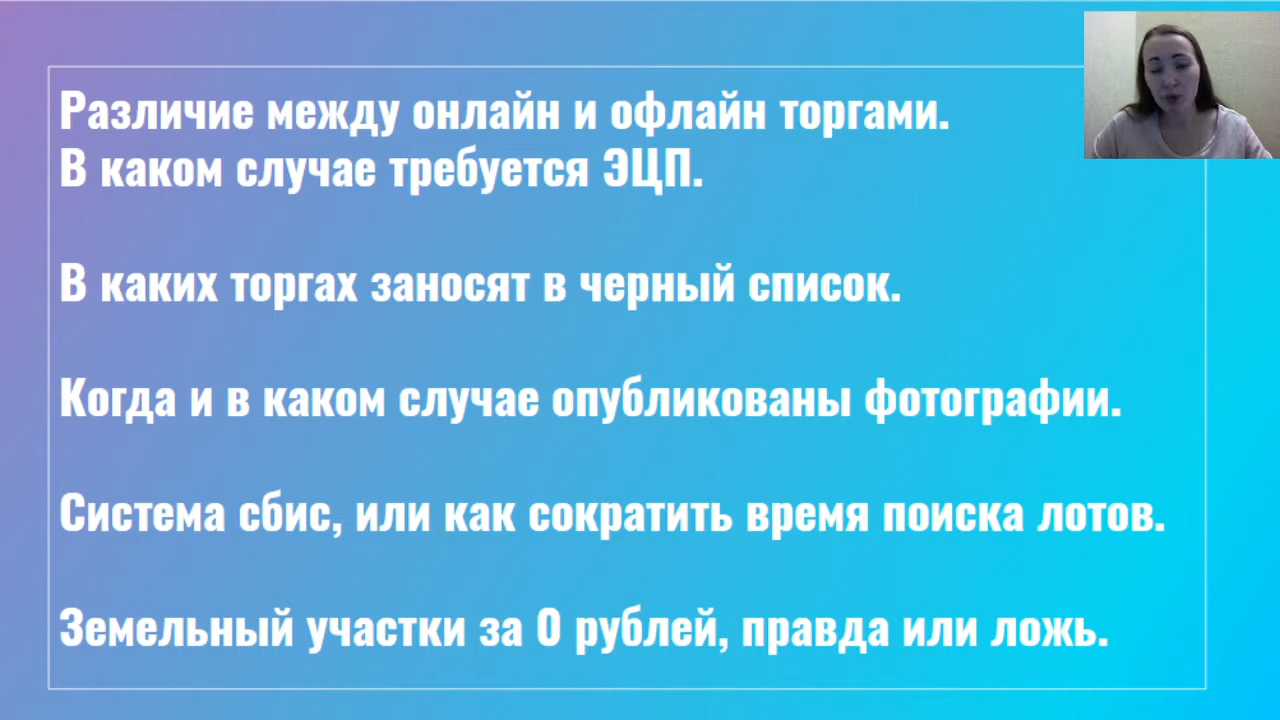 Различие между онлайн и офлайн торгами.
В каком случае требуется ЭЦП.
В каких торгах заносят в черный список.
Когда и в каком случае опубликованы фотографии.
Система сбис, или как сократить время поиска лотов.
Земельный участки за 0 рублей, правда или ложь.